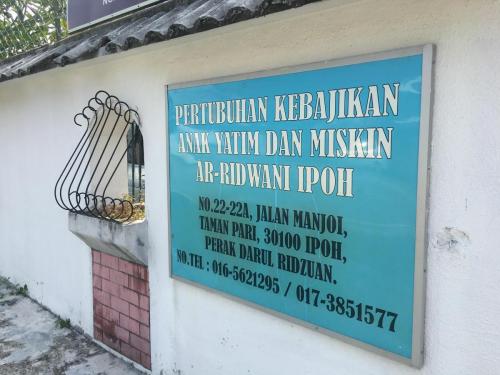 PERTUBUHAN KEBAJIKAN
ANAK YATIM DAN MISKIN
AR-RIDWANI IPOH
NO.22-22A, JALAN MANJOI,
TAMAN PARI, 30100 IPOH,
PERAK DARUL RIDZUAN.
NO.TEL : 016-5621295 / 017-3851577